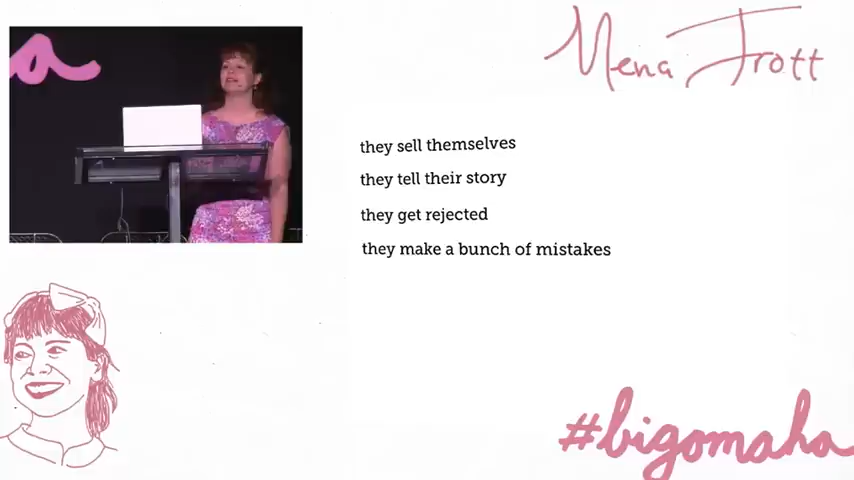 Mena Trott
they sell themselves
they tell their story
they get rejected
they make a bunch of mistakes
#bigomaha